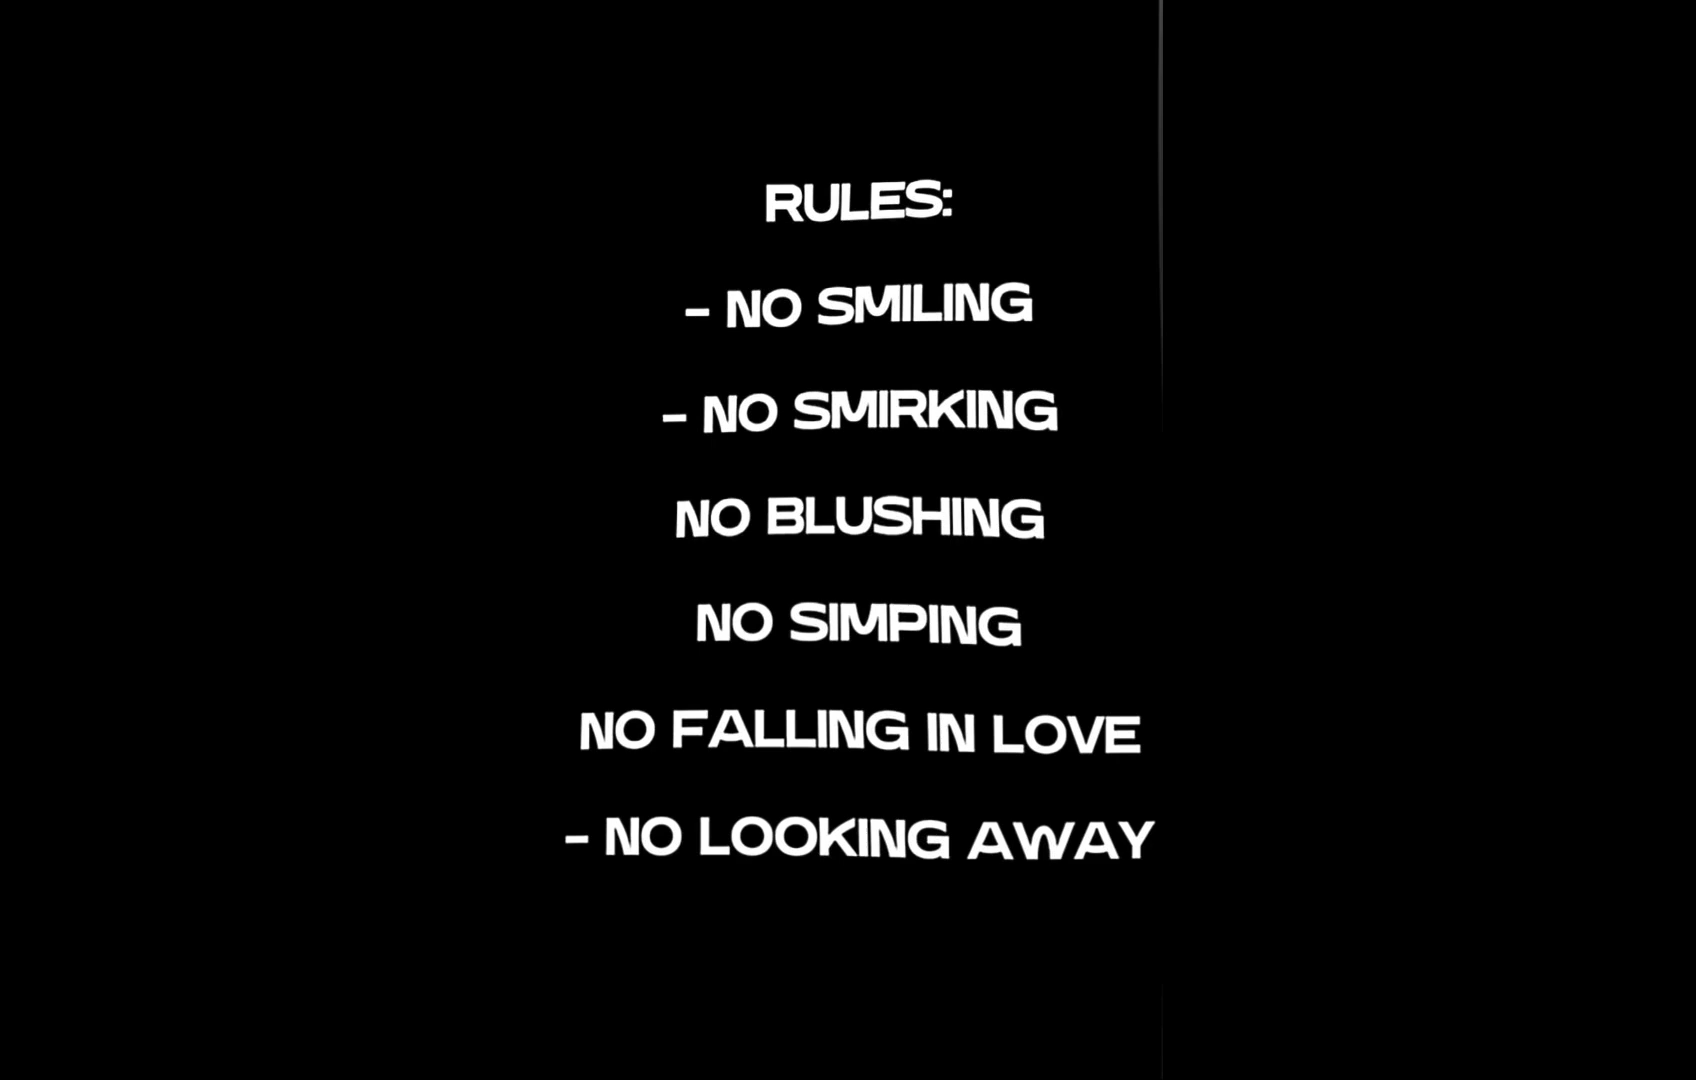 RULES:
- NO SMILING
- NO SMIRKING
NO BLUSHING
NO SIMPING
NO FALLING IN LOVE
- NO LOOKING AWAY